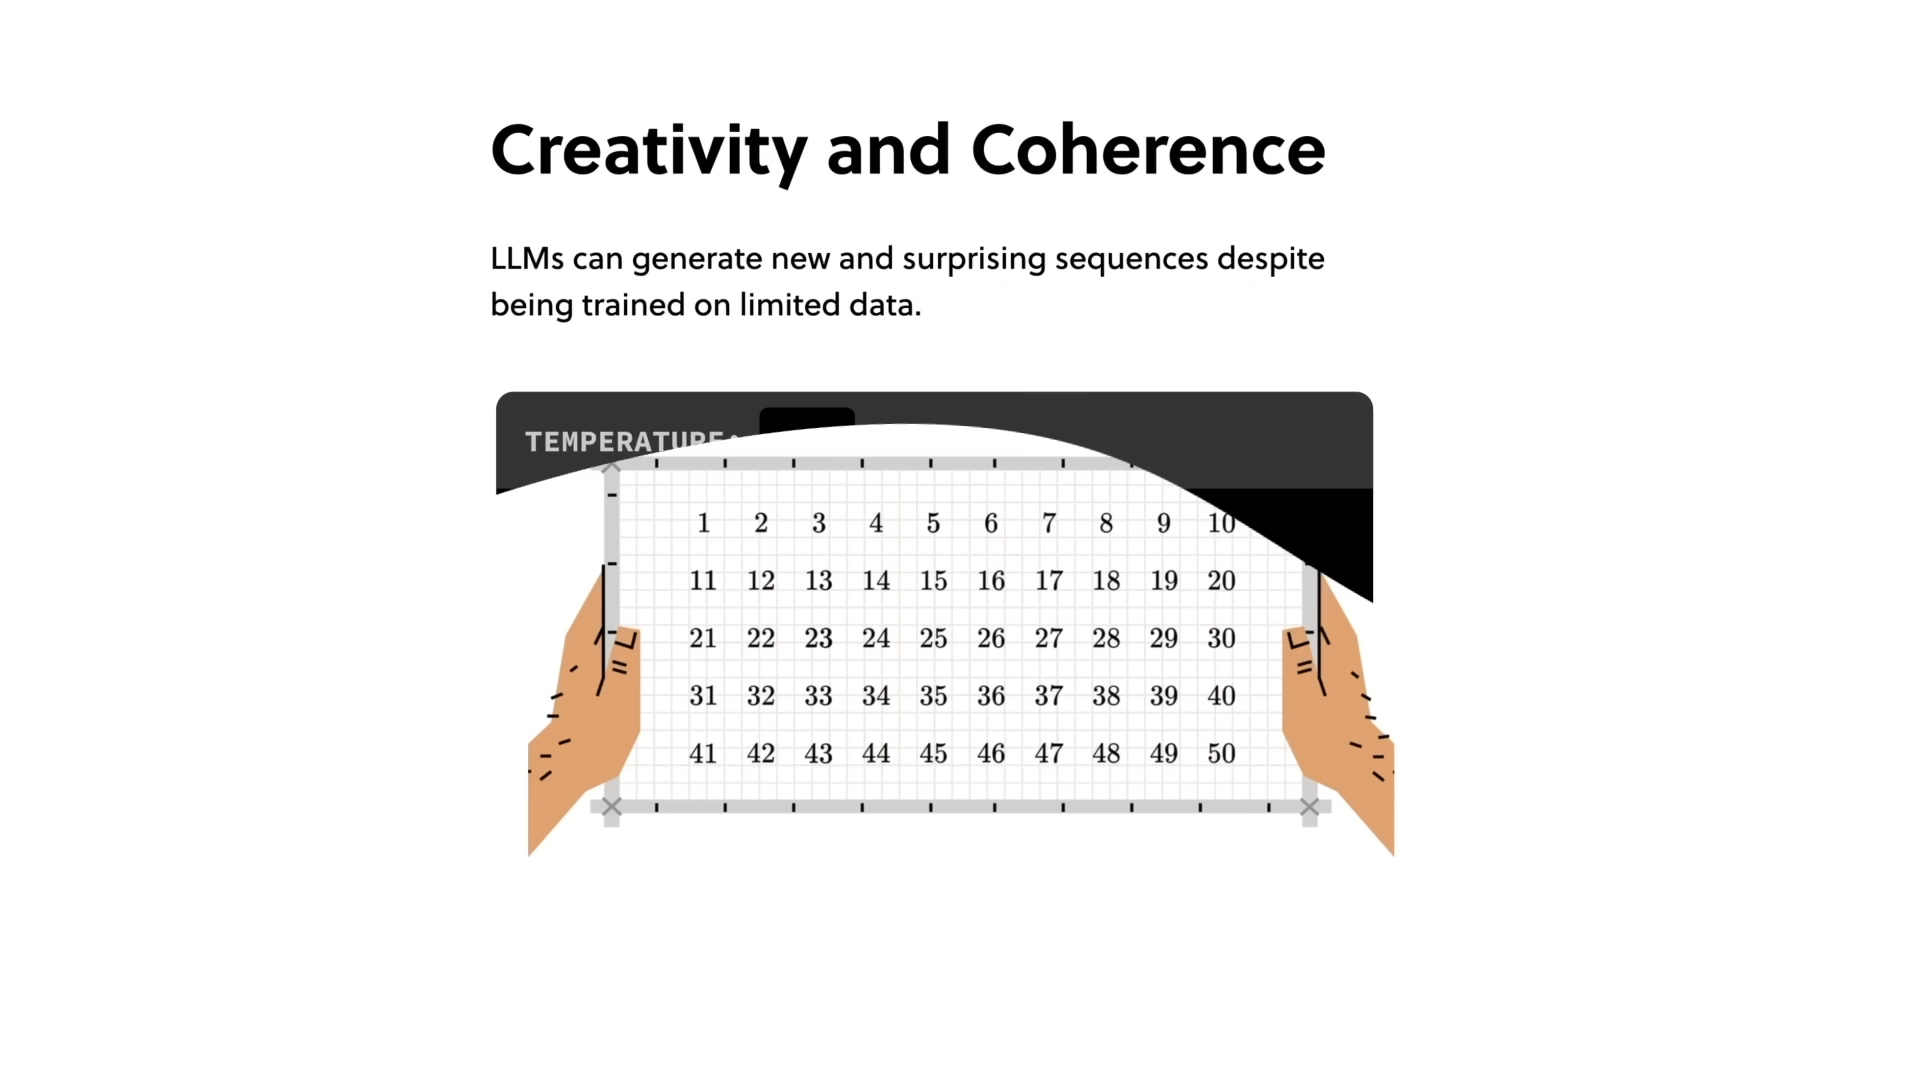 Creativity and Coherence
LLMs can generate new and surprising sequences despite
being trained on limited data.
TEMPERATURE:
1 2 3 4 5 6 7 8 9 10
11 12 13 14 15 16 17 18 19 20
21 22 23 24 25 26 27 28 29 30
31 32 33 34 35 36 37 38 39 40
41 42 43 44 45 46 47 48 49 50